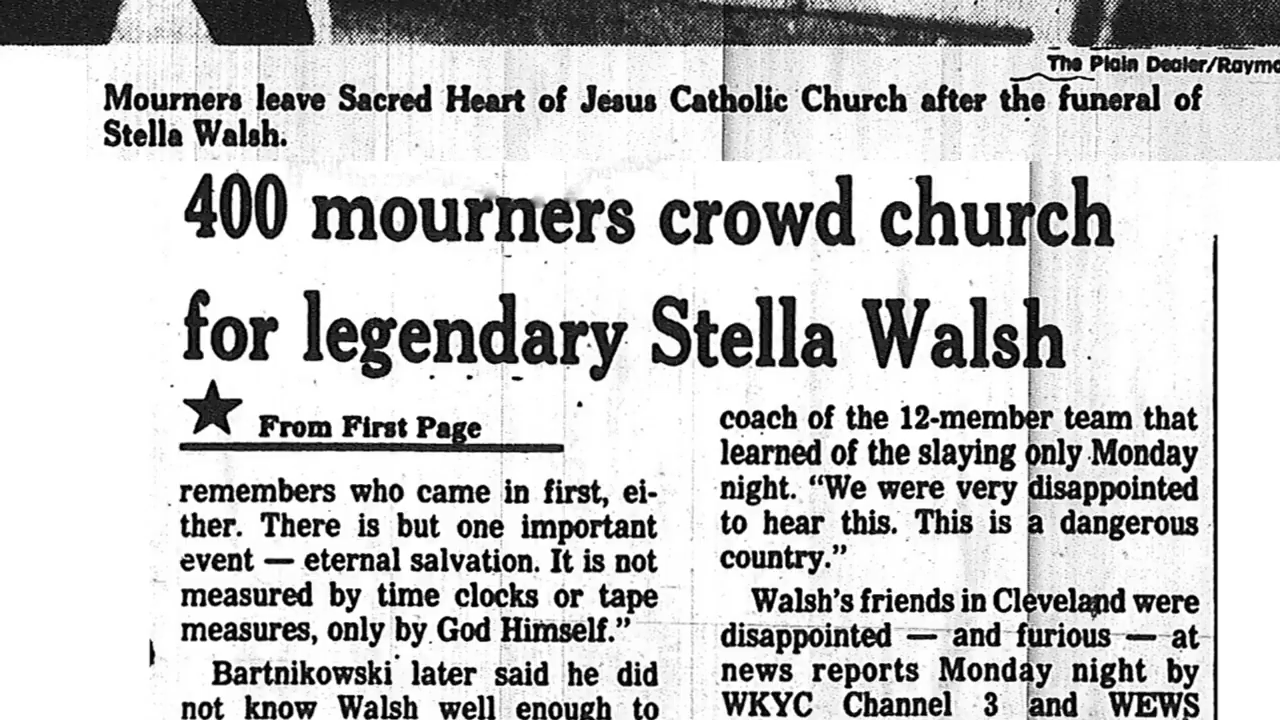 The Plain Dealer/Raymo
Mourners leave Sacred Heart of Jesus Catholic Church after the funeral of
Stella Walsh.
400 mourners crowd church
for legendary Stella Walsh
From First Page
remembers who came in first, ei-
ther. There is but one important
event — eternal salvation. It is not
measured by time clocks or tape
measures, only by God Himself.”
Bartnikowski later said he did
not know Walsh well enough to
coach of the 12-member team that
learned of the slaying only Monday
night. “We were very disappointed
to hear this. This is a dangerous
country.”
Walsh’s friends in Cleveland were
disappointed — and furious — at
news reports Monday night by
WKYC Channel 3 and WEWS